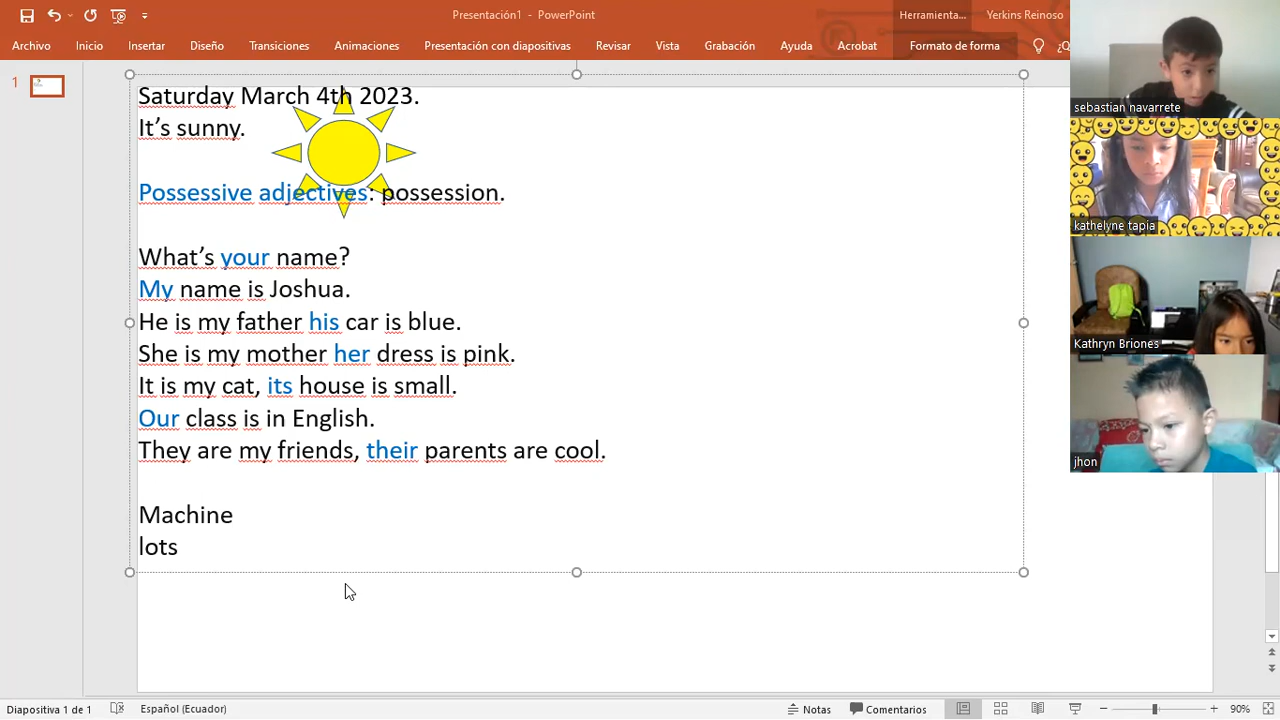 Presentación1 - PowerPoint
Herramienta...
Yerkins Reinoso
Archivo
Inicio
Insertar
Diseño
Transiciones
Animaciones
Presentación con diapositivas
Revisar
Vista
Grabación
Ayuda
Acrobat
Formato de forma
¿Q
1
Saturday March 4th 2023.
It's sunny.
Possessive adjectives: possession.
What's your name?
My name is Joshua.
He is my father his car is blue.
She is my mother her dress is pink.
It is my cat, its house is small.
Our class is in English.
They are my friends, their parents are cool.
Machine
lots
sebastian navarrete
kathelyne tapia
Kathryn Briones
jhon
Diapositiva 1 de 1
Español (Ecuador)
Notas
Comentarios
90%